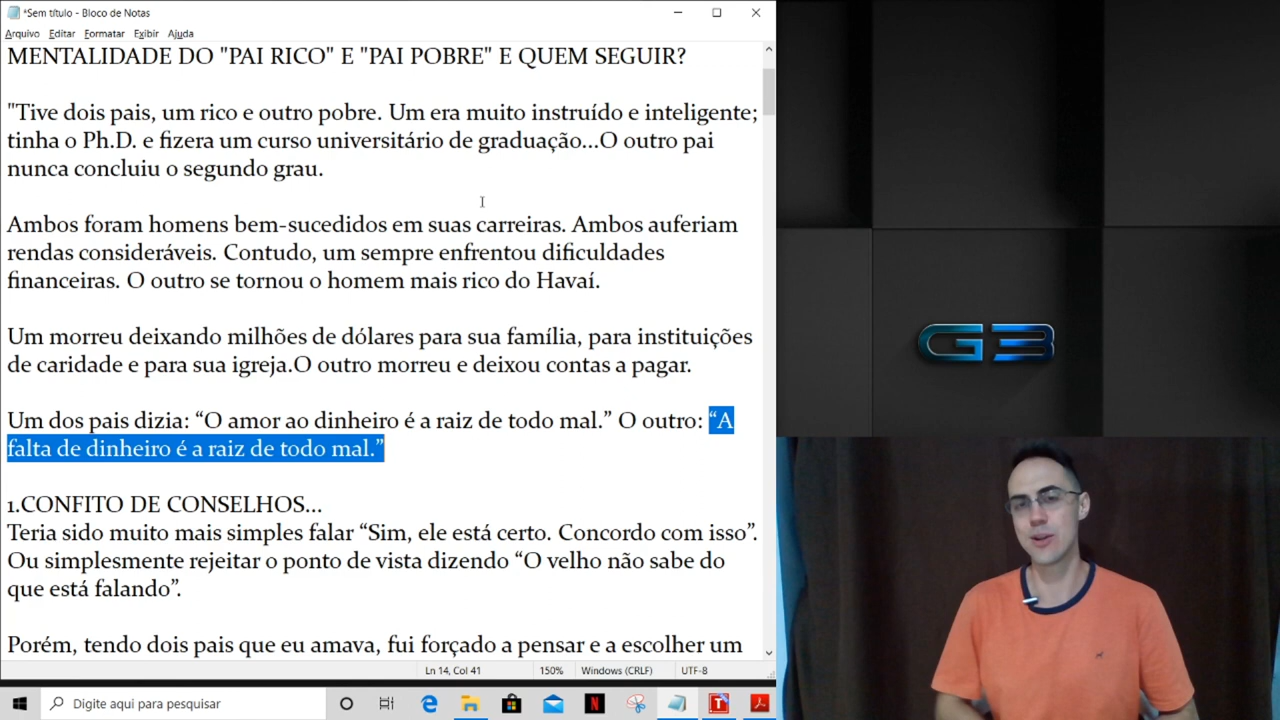 *Sem título - Bloco de Notas
Arquivo Editar Formatar Exibir Ajuda
MENTALIDADE DO "PAI RICO" E "PAI POBRE" E QUEM SEGUIR?
"Tive dois pais, um rico e outro pobre. Um era muito instruído e inteligente;
tinha o Ph.D. e fizera um curso universitário de graduação...O outro pai
nunca concluiu o segundo grau.
Ambos foram homens bem-sucedidos em suas carreiras. Ambos auferiam
rendas consideráveis. Contudo, um sempre enfrentou dificuldades
financeiras. O outro se tornou o homem mais rico do Havaí.
Um morreu deixando milhões de dólares para sua família, para instituições
de caridade e para sua igreja.O outro morreu e deixou contas a pagar.
Um dos pais dizia: “O amor ao dinheiro é a raiz de todo mal.” O outro: “A
falta de dinheiro é a raiz de todo mal.”
1.CONFITO DE CONSELHOS...
Teria sido muito mais simples falar “Sim, ele está certo. Concordo com isso”.
Ou simplesmente rejeitar o ponto de vista dizendo “O velho não sabe do
que está falando”.
Porém, tendo dois pais que eu amava, fui forçado a pensar e a escolher um
Ln 14, Col 41 150% Windows (CRLF) UTF-8
Digite aqui para pesquisar
G3